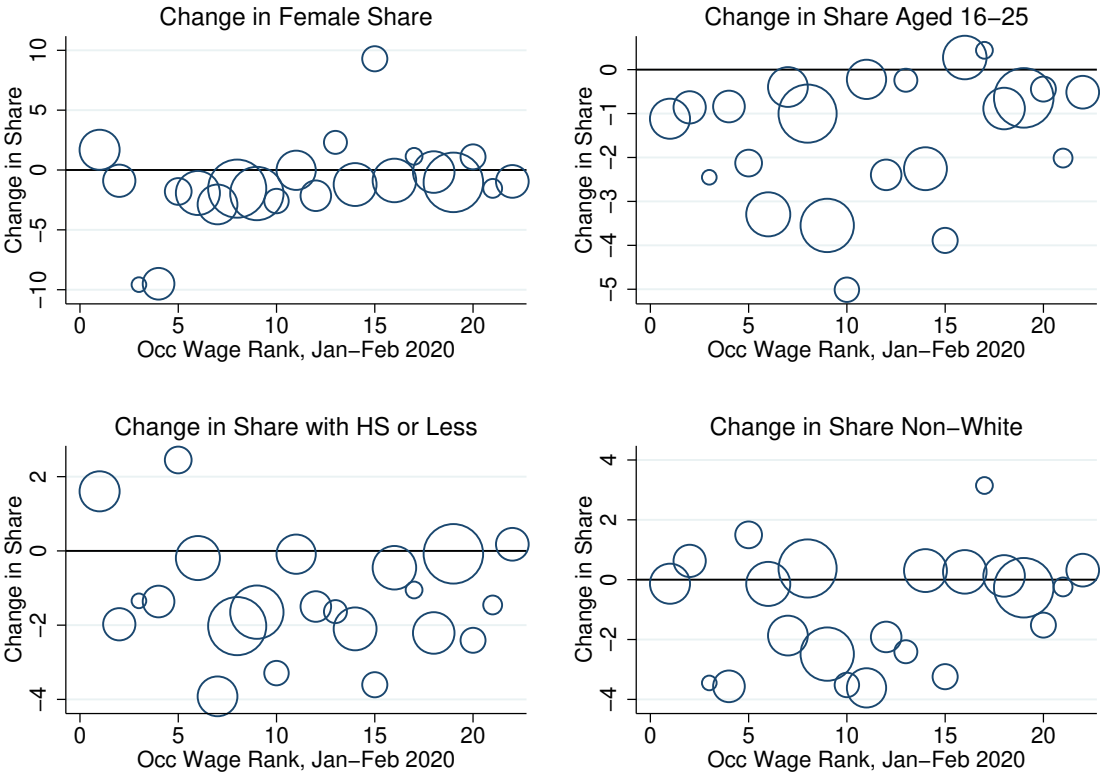 Change in Female Share
Change in Share
10
5
0
−5
−10
0 5 10 15 20
Occ Wage Rank, Jan−Feb 2020
Change in Share Aged 16−25
Change in Share
0
−1
−2
−3
−4
−5
0 5 10 15 20
Occ Wage Rank, Jan−Feb 2020
Change in Share with HS or Less
Change in Share
2
0
−2
−4
0 5 10 15 20
Occ Wage Rank, Jan−Feb 2020
Change in Share Non−White
Change in Share
4
2
0
−2
−4
0 5 10 15 20
Occ Wage Rank, Jan−Feb 2020